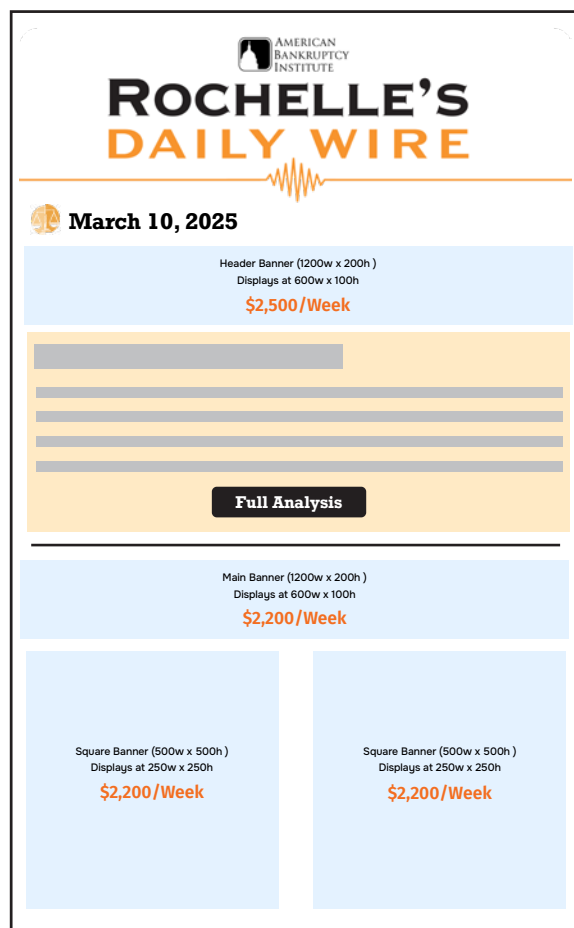 AMERICAN
BANKRUPTCY
INSTITUTE
ROCHELLE'S
DAILY WIRE
March 10, 2025
Header Banner (1200w x 200h )
Displays at 600w x 100h
$2,500/Week
Full Analysis
Main Banner (1200w x 200h )
Displays at 600w x 100h
$2,200/Week
Square Banner (500w x 500h )
Displays at 250w x 250h
$2,200/Week
Square Banner (500w x 500h )
Displays at 250w x 250h
$2,200/Week